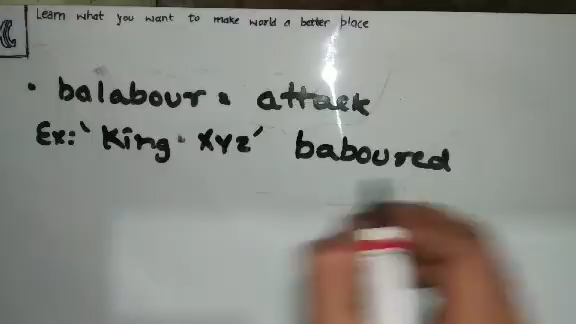 Learn what you want to make world a better place
• balabour = attack
Ex:‘ King - XYZ’ baboured